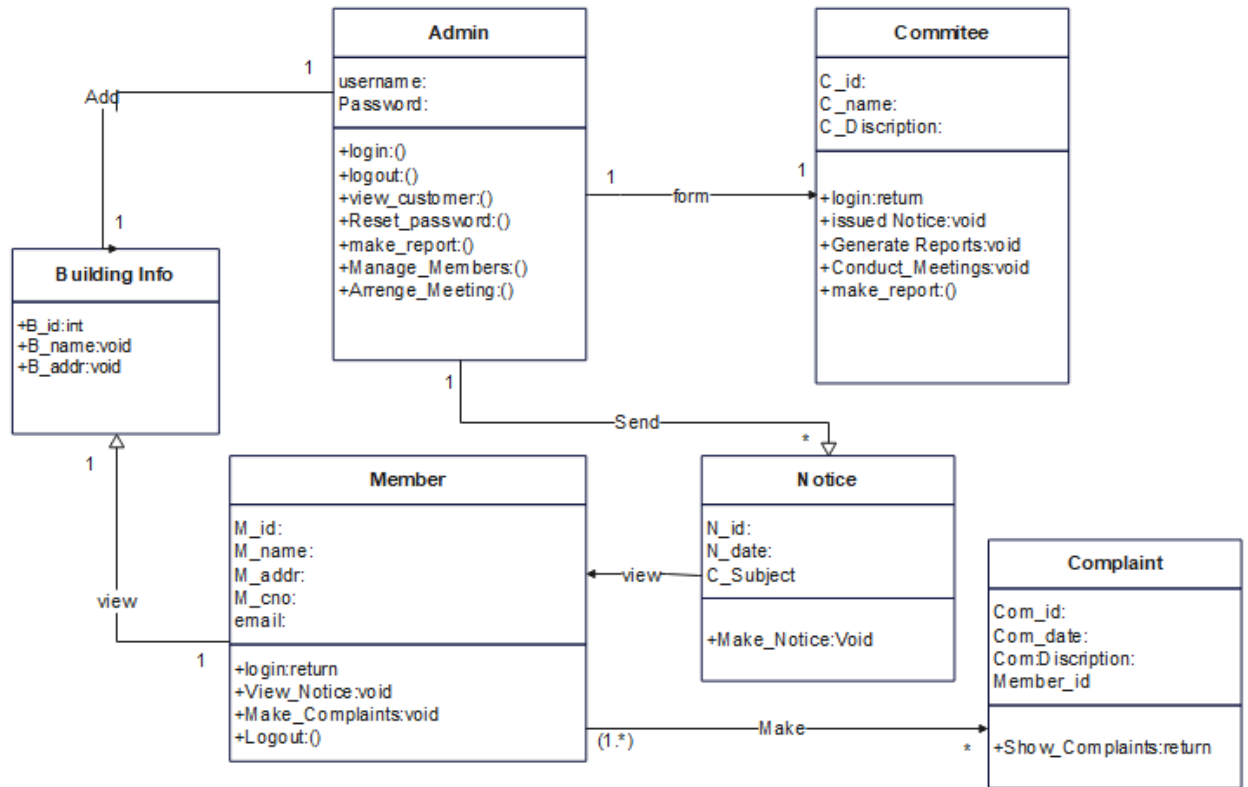 Admin
username:
Password:
+login:()
+logout:()
+view_customer:()
+Reset_password:()
+make_report:()
+Manage_Members:()
+Arrenge_Meeting:()
Commitee
C_id:
C_name:
C_Discription:
+login:return
+issued Notice:void
+Generate Reports:void
+Conduct_Meetings:void
+make_report:()
1
Add
1
1
form
1
Building Info
+B_id:int
+B_name:void
+B_addr:void
1
Send
*
1
view
1
Member
M_id:
M_name:
M_addr:
M_cno:
email:
+login:return
+View_Notice:void
+Make_Complaints:void
+Logout:()
view
Notice
N_id:
N_date:
C_Subject
+Make_Notice:Void
(1.*)
Make
*
Complaint
Com_id:
Com_date:
Com:Discription:
Member_id
+Show_Complaints:return